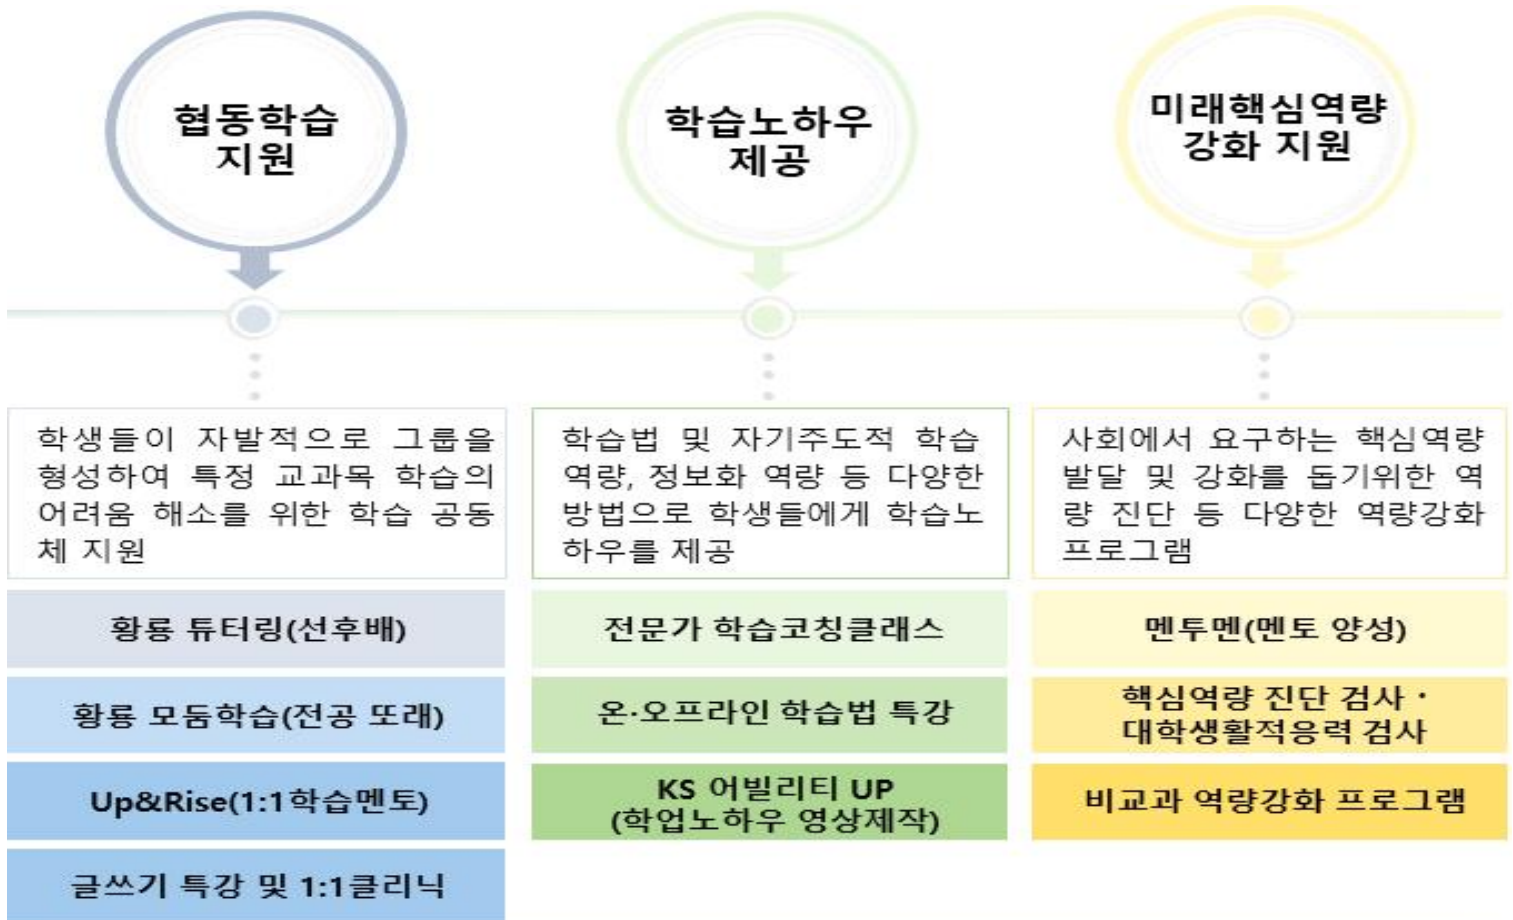 협동학습
지원
학생들이 자발적으로 그룹을
형성하여 특정 교과목 학습의
어려움 해소를 위한 학습 공동
체 지원
황룡 튜터링(선후배)
황룡 모둠학습(전공 또래)
Up&Rise(1:1학습멘토)
글쓰기 특강 및 1:1클리닉
학습노하우
제공
학습법 및 자기주도적 학습
역량, 정보화 역량 등 다양한
방법으로 학생들에게 학습노
하우를 제공
전문가 학습코칭클래스
온·오프라인 학습법 특강
KS 어빌리티 UP
(학업노하우 영상제작)
미래핵심역량
강화 지원
사회에서 요구하는 핵심역량
발달 및 강화를 돕기위한 역
량 진단 등 다양한 역량강화
프로그램
멘투멘(멘토 양성)
핵심역량 진단 검사 ·
대학생활적응력 검사
비교과 역량강화 프로그램